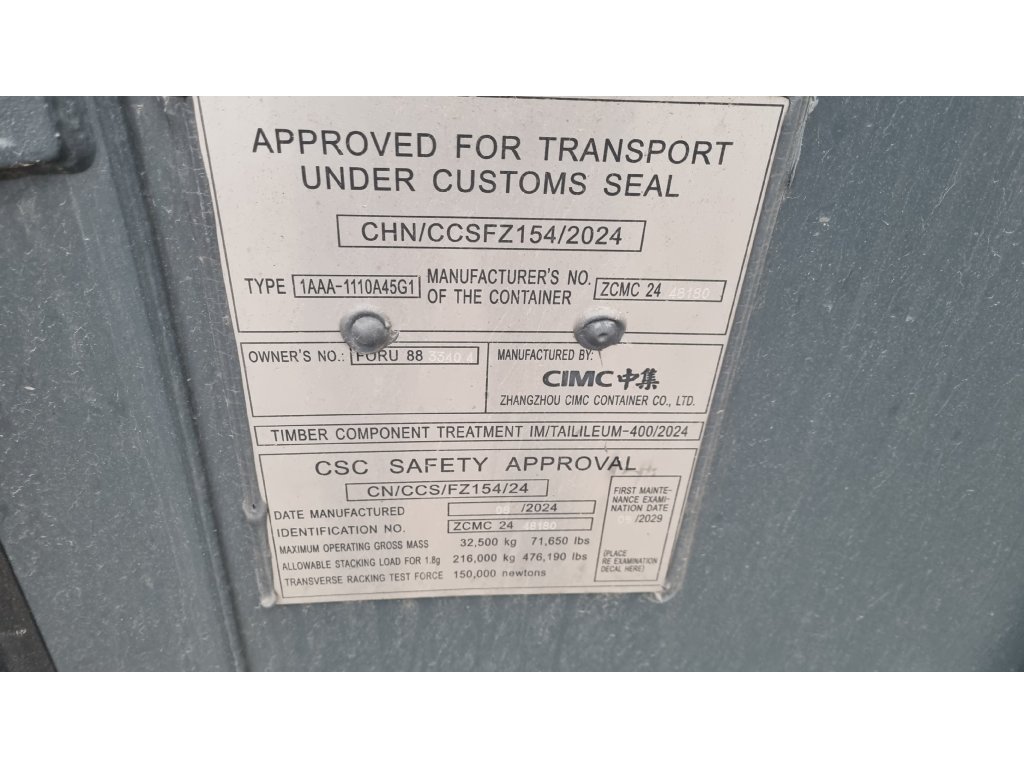 APPROVED FOR TRANSPORT
UNDER CUSTOMS SEAL
CHN/CCSFZ154/2024
TYPE 1AAA-1110A45G1
MANUFACTURER'S NO.
OF THE CONTAINER
ZCMC 24 48180
OWNER'S NO.: FORU 88 3340 4
MANUFACTURED BY:
CIMC 中集
ZHANGZHOU CIMC CONTAINER CO., LTD.
TIMBER COMPONENT TREATMENT IM/TAILILEUM-400/2024
CSC SAFETY APPROVAL
CN/CCS/FZ154/24
DATE MANUFACTURED /2024
IDENTIFICATION NO. ZCMC 24 48180
MAXIMUM OPERATING GROSS MASS 32,500 kg 71,650 lbs
ALLOWABLE STACKING LOAD FOR 1.8g 216,000 kg 476,190 lbs
TRANSVERSE RACKING TEST FORCE 150,000 newtons
FIRST MAINTE-
NANCE EXAMI-
NATION DATE
/2029
(PLACE
RE EXAMINATION
DECAL HERE)